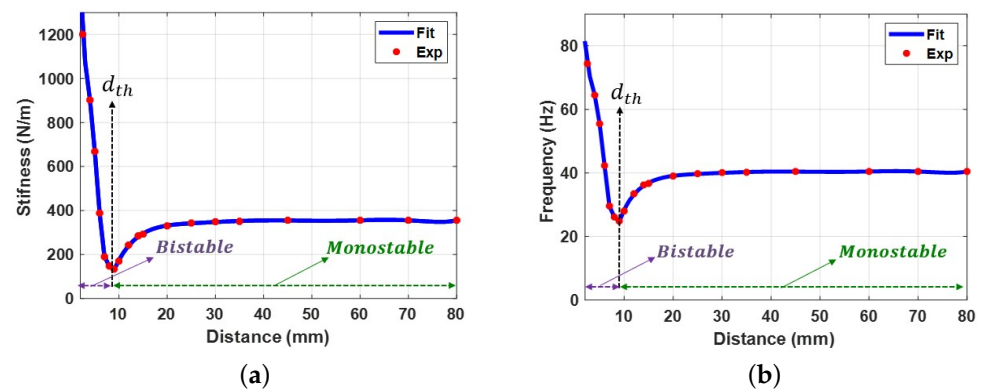 Stiffness (N/m)
1200
1000
800
600
400
200
0
10 20 30 40 50 60 70 80
Distance (mm)
d_th
Fit
Exp
Bistable
Monostable
(a)
Frequency (Hz)
80
60
40
20
0
10 20 30 40 50 60 70 80
Distance (mm)
d_th
Fit
Exp
Bistable
Monostable
(b)